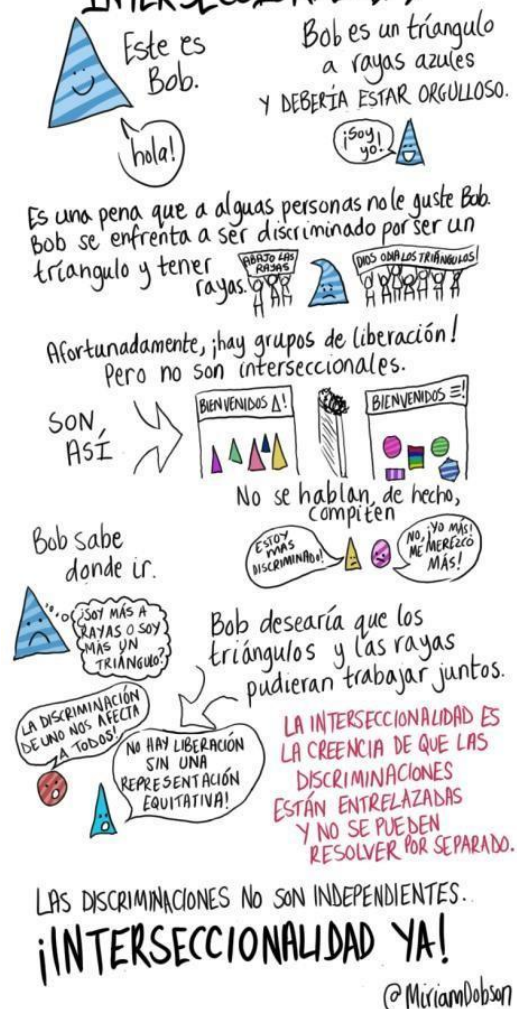 INTERSECCIONALIDAD
Este es
Bob.
¡hola!
Bob es un tríangulo
a rayas azules
Y DEBERÍA ESTAR ORGULLOSO.
¡Soy
yo!
Es una pena que a alguas personas no le guste Bob.
Bob se enfrenta a ser discriminado por ser un
tríangulo y tener
rayas.
ABAJO LAS
RAYAS
DIOS ODIA LOS TRIÁNGULOS!
Afortunadamente, ¡hay grupos de liberación!
Pero no son interseccionales.
SON
ASÍ
BIENVENIDOS Δ!
BIENVENIDOS ☰!
No se hablan, de hecho,
compiten
ESTOY
MÁS
DISCRIMINADO!
NO, ¡YO MÁS!
ME MEREZCO
MÁS!
Bob sabe
donde ir.
¿SOY MÁS A
RAYAS O SOY
MÁS UN
TRIÁNGULO?
Bob desearía que los
triángulos y las rayas
pudieran trabajar juntos.
LA DISCRIMINACIÓN
DE UNO NOS AFECTA
A TODOS!
NO HAY LIBERACIÓN
SIN UNA
REPRESENTACIÓN
EQUITATIVA!
LA INTERSECCIONALIDAD ES
LA CREENCIA DE QUE LAS
DISCRIMINACIONES
ESTÁN ENTRELAZADAS
Y NO SE PUEDEN
RESOLVER POR SEPARADO.
LAS DISCRIMINACIONES NO SON INDEPENDIENTES.
¡INTERSECCIONALIDAD YA!
@MiriamDobson